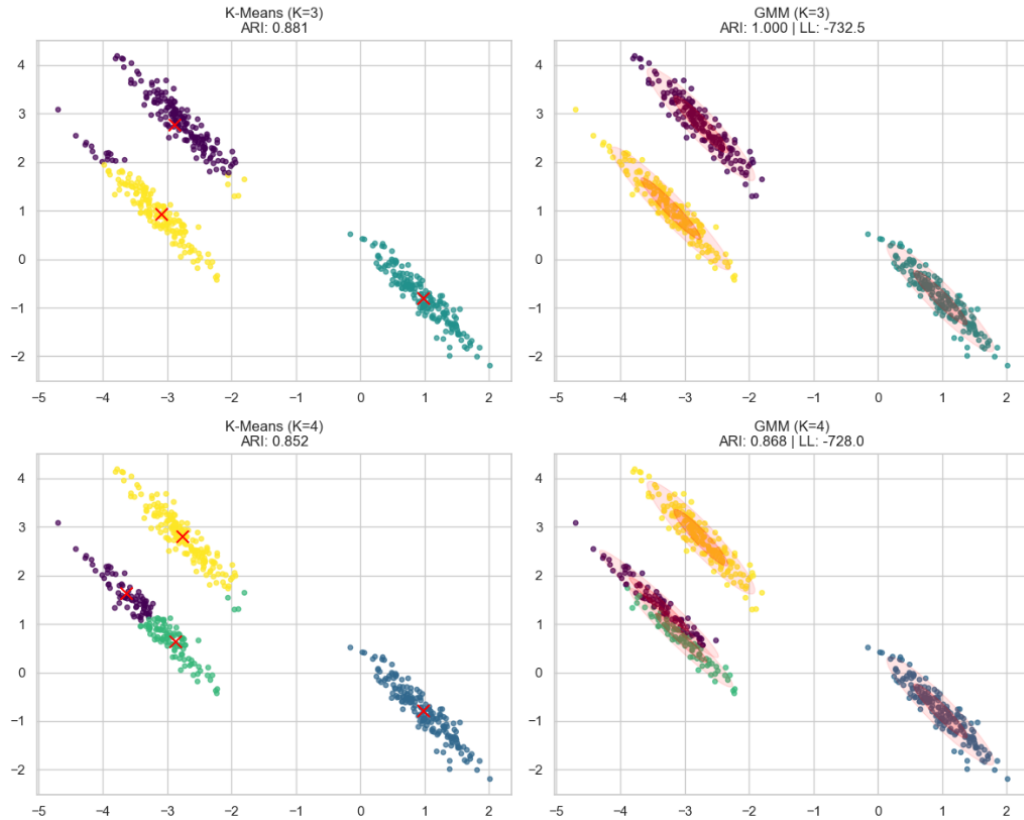 K-Means (K=3)
ARI: 0.881
4
3
2
1
0
−1
−2
−5 −4 −3 −2 −1 0 1 2
GMM (K=3)
ARI: 1.000 | LL: -732.5
4
3
2
1
0
−1
−2
−5 −4 −3 −2 −1 0 1 2
K-Means (K=4)
ARI: 0.852
4
3
2
1
0
−1
−2
−5 −4 −3 −2 −1 0 1 2
GMM (K=4)
ARI: 0.868 | LL: -728.0
4
3
2
1
0
−1
−2
−5 −4 −3 −2 −1 0 1 2